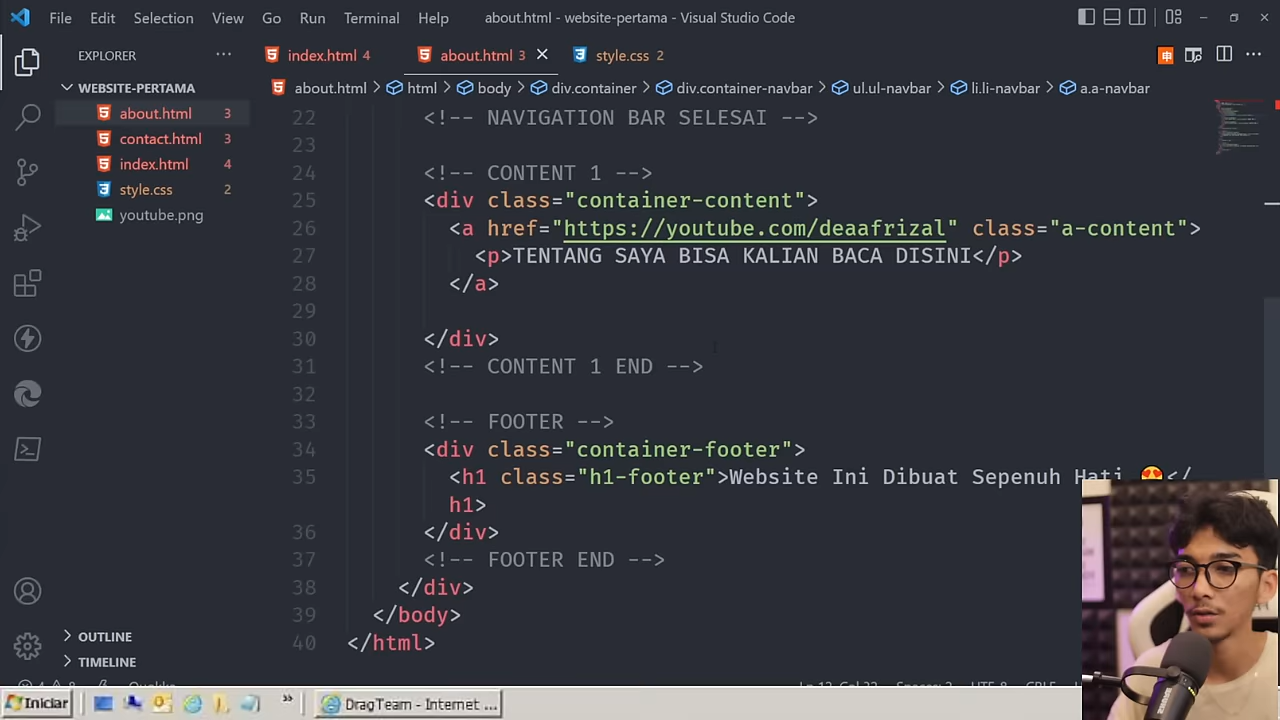 File Edit Selection View Go Run Terminal Help about.html - website-pertama - Visual Studio Code
EXPLORER ··· index.html 4 about.html 3 style.css 2
WEBSITE-PERTAMA about.html > html > body > div.container > div.container-navbar > ul.ul-navbar > li.li-navbar > a.a-navbar
about.html 3
contact.html 3
index.html 4
style.css 2
youtube.png
22 <!-- NAVIGATION BAR SELESAI -->
23
24 <!-- CONTENT 1 -->
25 <div class="container-content">
26 <a href="https://youtube.com/deaafrizal" class="a-content">
27 <p>TENTANG SAYA BISA KALIAN BACA DISINI</p>
28 </a>
29
30 </div>
31 <!-- CONTENT 1 END -->
32
33 <!-- FOOTER -->
34 <div class="container-footer">
35 <h1 class="h1-footer">Website Ini Dibuat Sepenuh Hati 😍</
h1>
36 </div>
37 <!-- FOOTER END -->
38 </div>
39 </body>
40 </html>
OUTLINE
TIMELINE
Iniciar » DragTeam - Internet ...